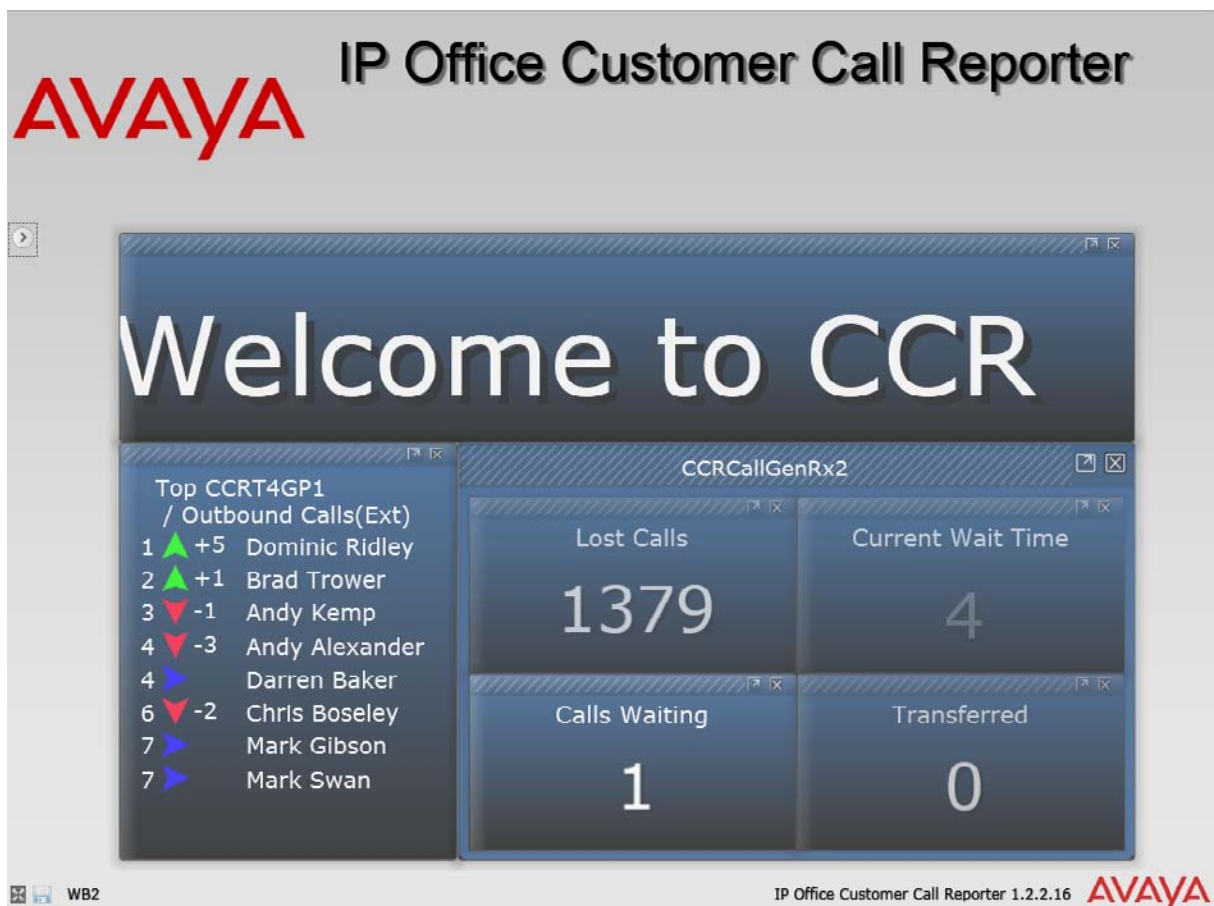 IP Office Customer Call Reporter
AVAYA
Welcome to CCR
Top CCRT4GP1
/ Outbound Calls(Ext)
1 +5 Dominic Ridley
2 +1 Brad Trower
3 -1 Andy Kemp
4 -3 Andy Alexander
4 Darren Baker
6 -2 Chris Boseley
7 Mark Gibson
7 Mark Swan
CCRCallGenRx2
Lost Calls
1379
Current Wait Time
4
Calls Waiting
1
Transferred
0
WB2
IP Office Customer Call Reporter 1.2.2.16
AVAYA